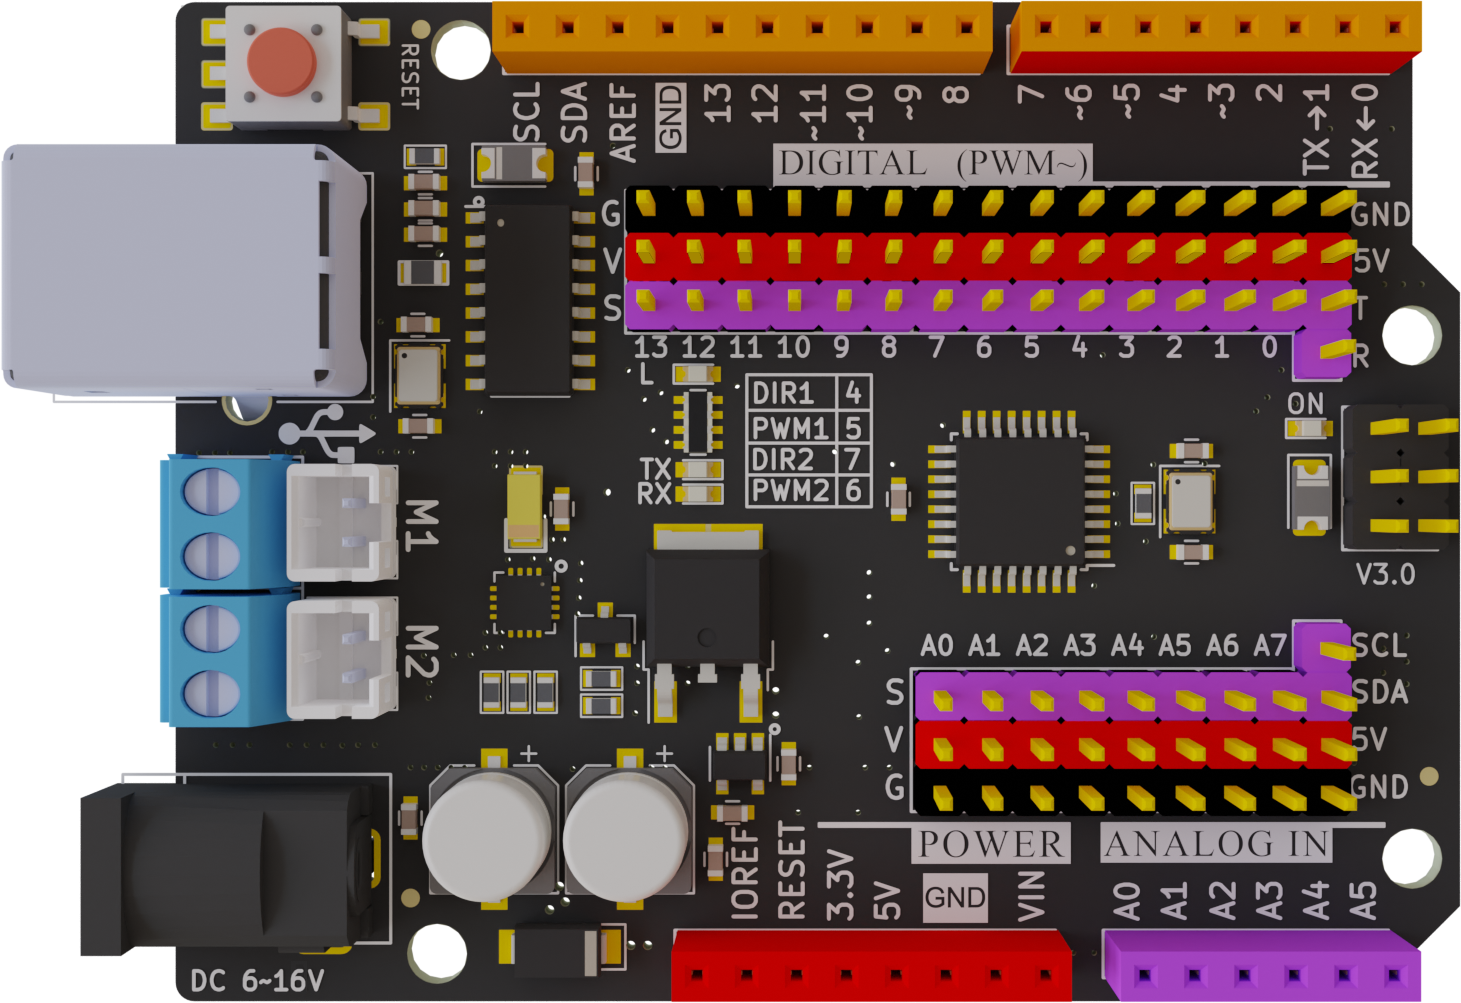 RESET
SCL SDA AREF GND 13 12 ~11 ~10 ~9 8 7 ~6 ~5 4 ~3 2 TX→1 RX←0
DIGITAL (PWM~)
G GND
V 5V
S T
13 12 11 10 9 8 7 6 5 4 3 2 1 0 R
L
DIR1 4
PWM1 5
DIR2 7
PWM2 6
TX
RX
ON
M1
V3.0
M2
A0 A1 A2 A3 A4 A5 A6 A7 SCL
S SDA
V 5V
G GND
+ +
POWER ANALOG IN
IOREF RESET 3.3V 5V GND VIN A0 A1 A2 A3 A4 A5
DC 6~16V